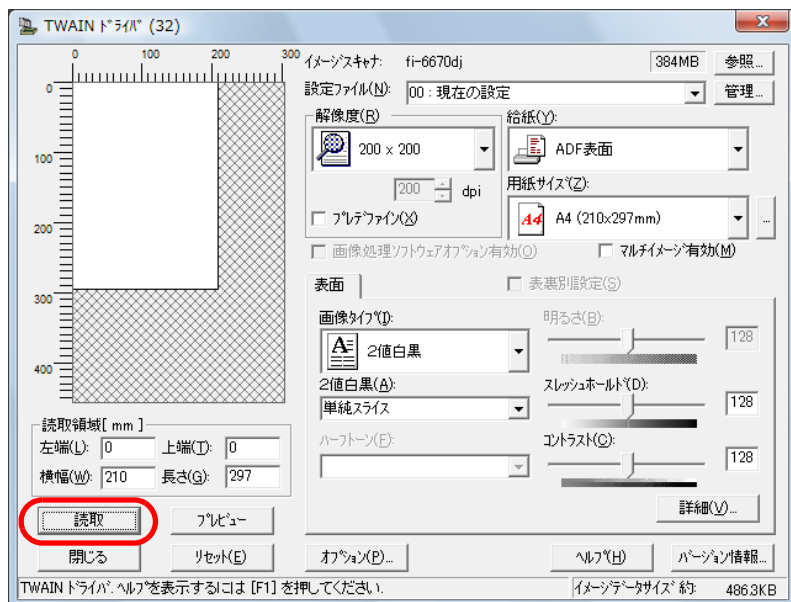 TWAIN ﾄﾞﾗｲﾊﾞ (32)
0 100 200 300
0
100
200
300
400
ｲﾒｰｼﾞｽｷｬﾅ: fi-6670dj 384MB 参照...
設定ﾌｧｲﾙ(N): 00 : 現在の設定 管理...
解像度(R)
200 x 200
200 dpi
ﾌﾟﾘﾃﾞﾌｧｲﾝ(X)
給紙(Y):
ADF表面
用紙ｻｲｽﾞ(Z):
A4 A4 (210x297mm) ...
画像処理ｿﾌﾄｳｪｱｵﾌﾟｼｮﾝ有効(O) ﾏﾙﾁｲﾒｰｼﾞ有効(M)
表面 表裏別設定(S)
画像ﾀｲﾌﾟ(I):
2値白黒
2値白黒(A):
単純ｽﾗｲｽ
ﾊｰﾌﾄｰﾝ(F):
明るさ(B):
128
ｽﾚｯｼｭﾎｰﾙﾄﾞ(D):
128
ｺﾝﾄﾗｽﾄ(C):
128
詳細(V)...
読取領域[ mm ]
左端(L): 0 上端(T): 0
横幅(W): 210 長さ(G): 297
読取 ﾌﾟﾚﾋﾞｭｰ
閉じる ﾘｾｯﾄ(E) ｵﾌﾟｼｮﾝ(P)... ﾍﾙﾌﾟ(H) ﾊﾞｰｼﾞｮﾝ情報...
TWAIN ﾄﾞﾗｲﾊﾞ. ﾍﾙﾌﾟを表示するには [F1] を押してください. ｲﾒｰｼﾞﾃﾞｰﾀｻｲｽﾞ 約: 486.3KB